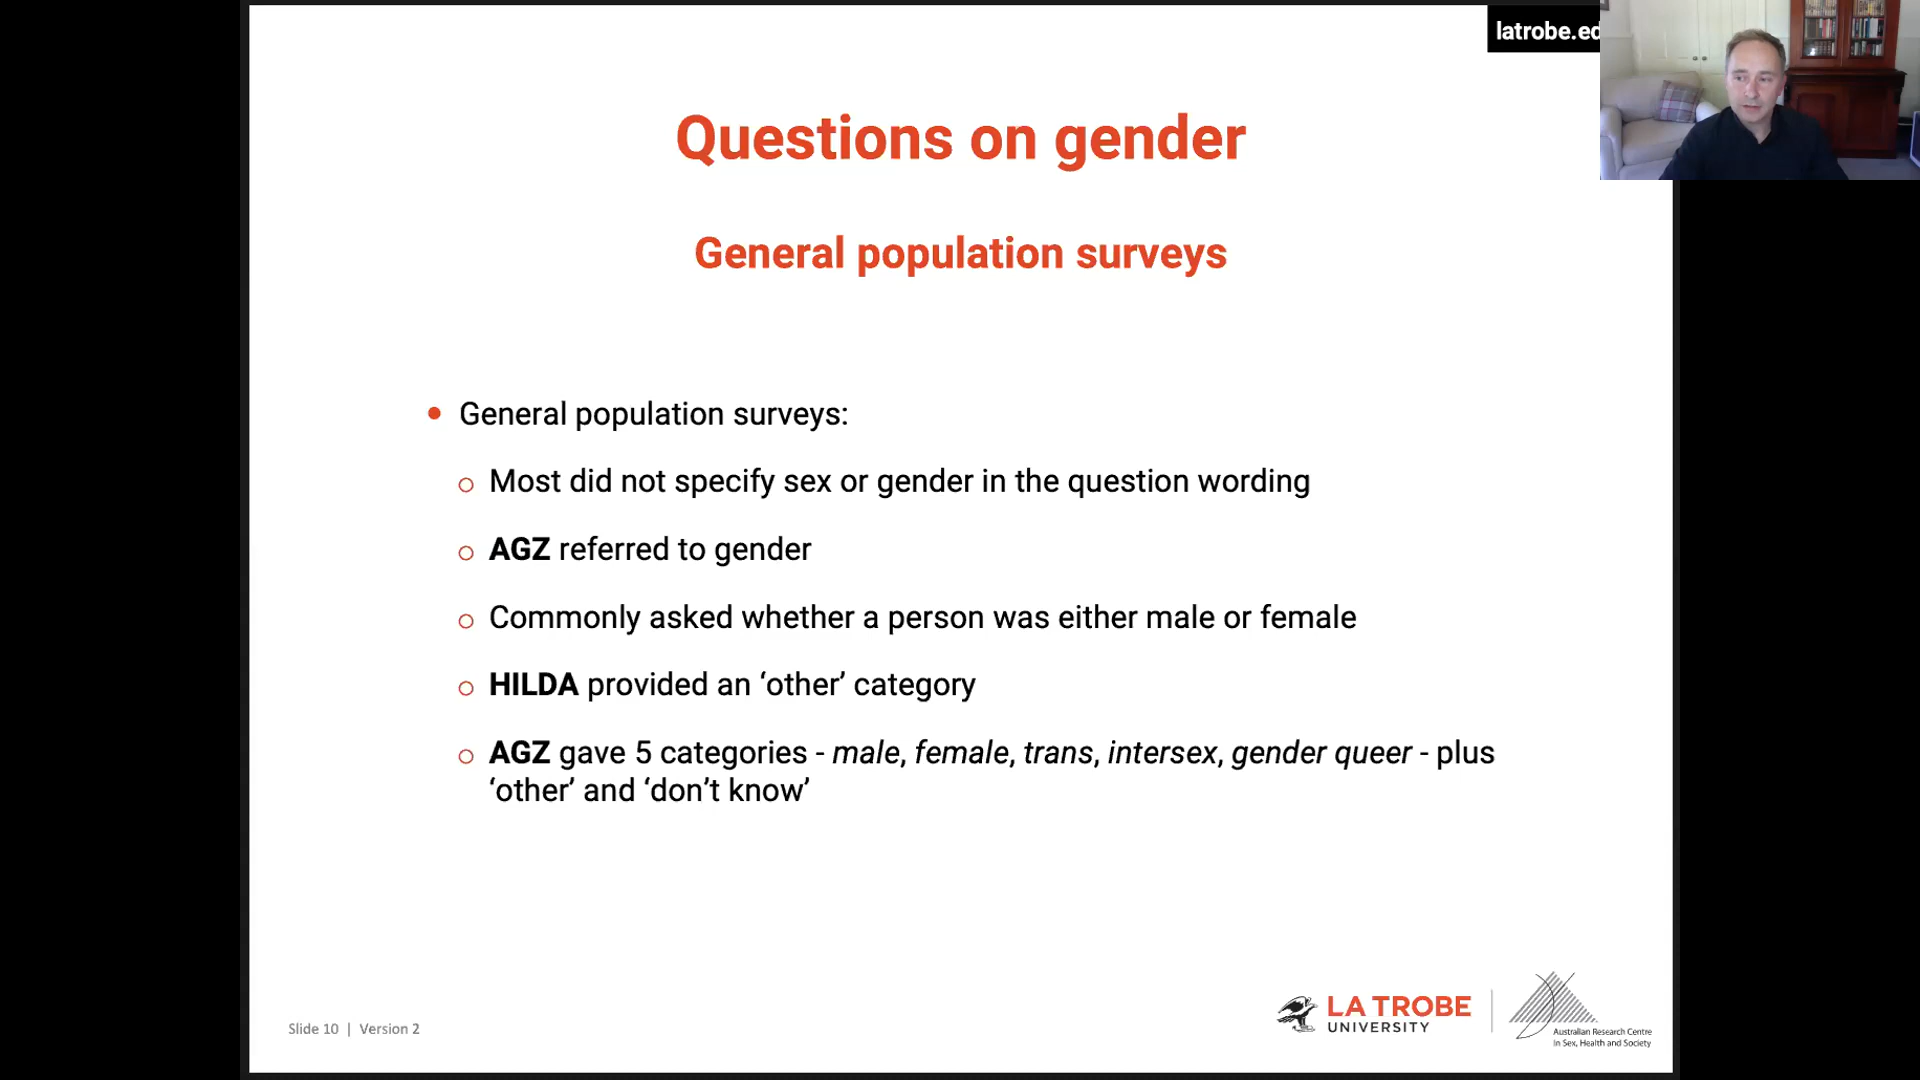 latrobe.ed
Questions on gender
General population surveys
General population surveys:
Most did not specify sex or gender in the question wording
AGZ referred to gender
Commonly asked whether a person was either male or female
HILDA provided an ‘other’ category
AGZ gave 5 categories - male, female, trans, intersex, gender queer - plus
‘other’ and ‘don’t know’
Slide 10 | Version 2
LA TROBE
UNIVERSITY
Australian Research Centre
in Sex, Health and Society